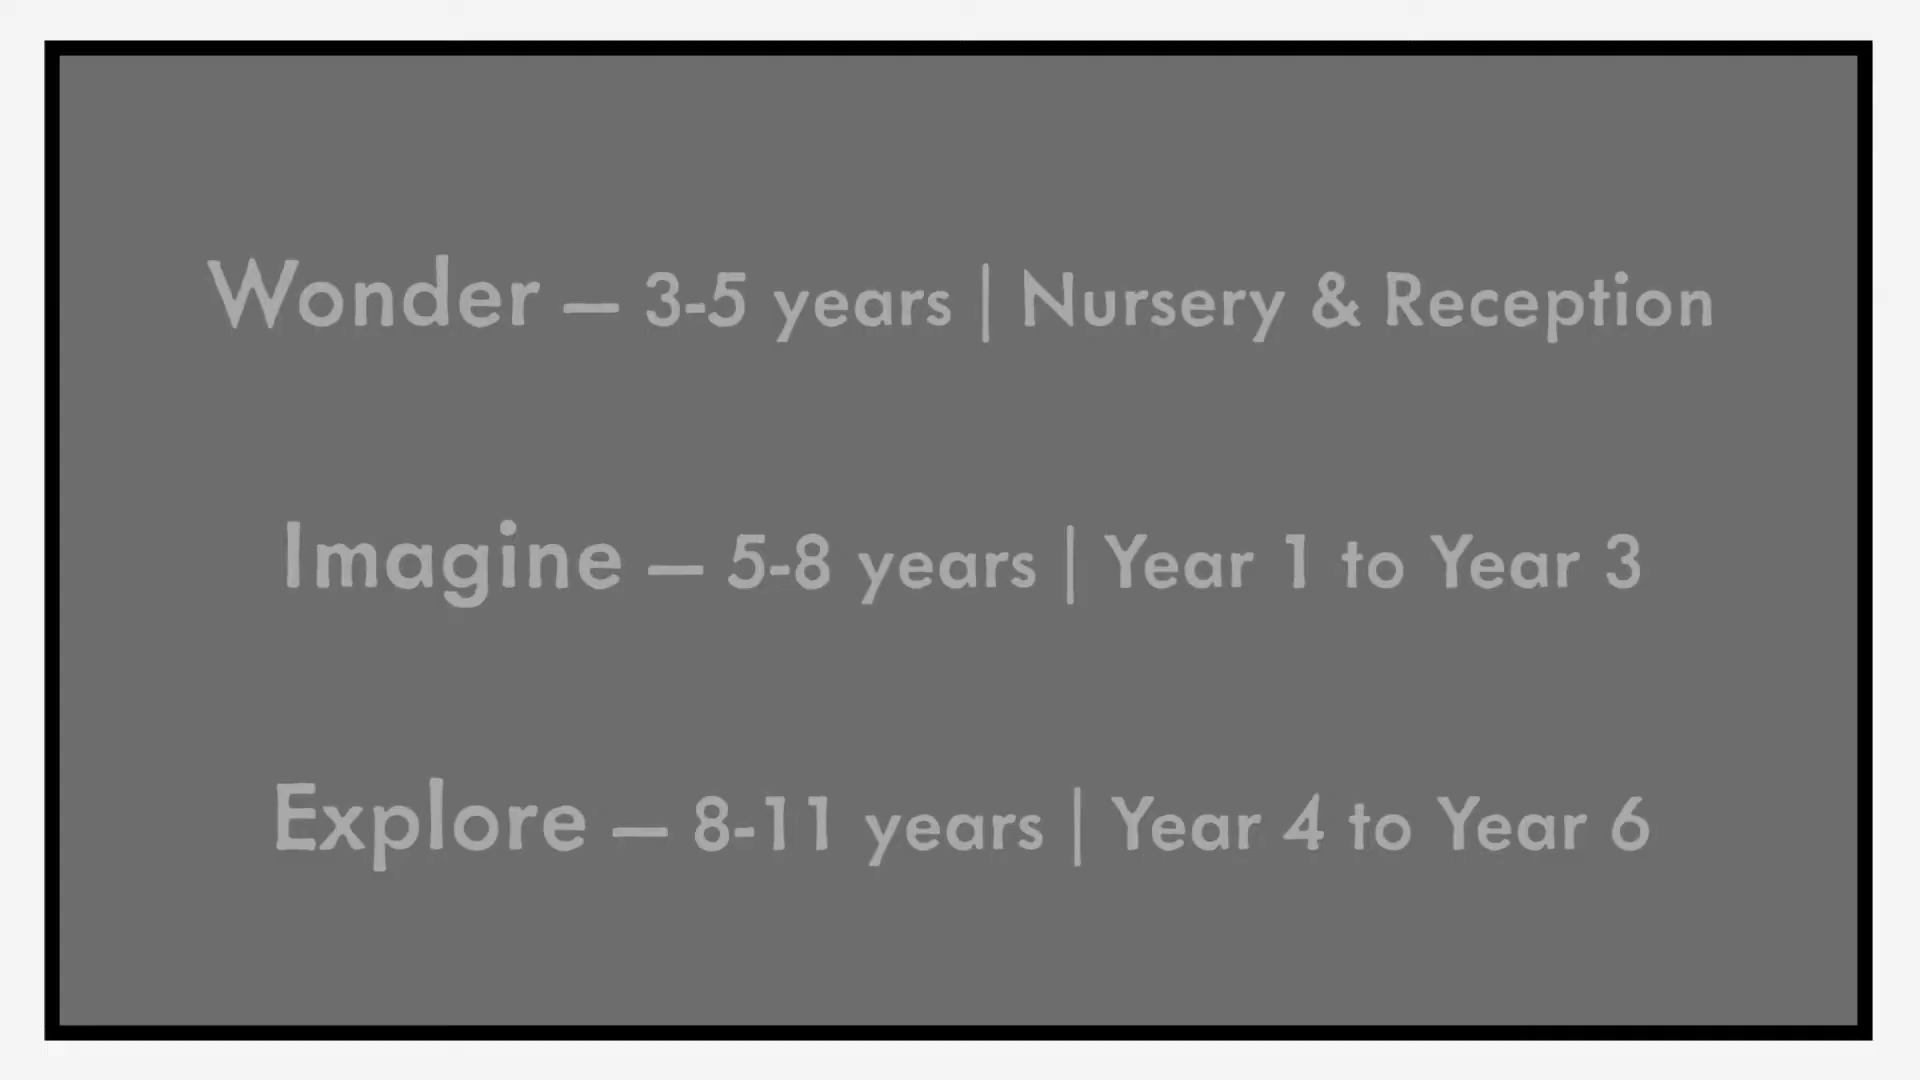 Wonder – 3-5 years | Nursery & Reception
Imagine – 5-8 years | Year 1 to Year 3
Explore – 8-11 years | Year 4 to Year 6